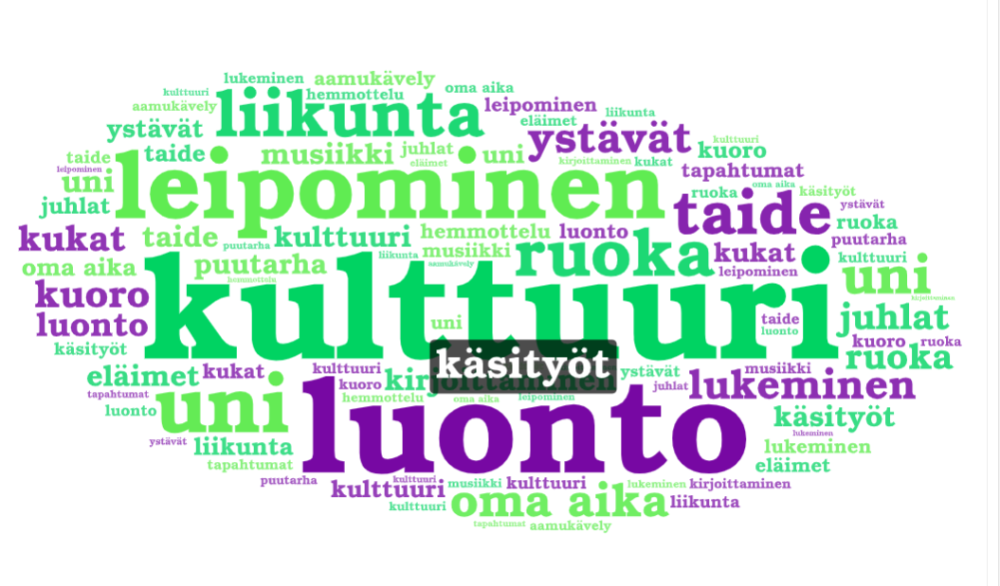 lukeminen aamukävely
kulttuuri hemmottelu oma aika
aamukävely liikunta leipominen
ystävät eläimet liikunta
ystävät
taide taide musiikki juhlat uni kuoro kulttuuri
leipominen eläimet kirjoittaminen kukat
uni leipominen tapahtumat
juhlat ruoka oma aika käsityöt
taide ystävät
kukat taide kulttuuri hemmottelu luonto ruoka
puutarha musiikki ruoka kukat puutarha
oma aika puutarha liikunta aamukävely leipominen kulttuuri
hemmottelu uni
kuoro kulttuuri kirjoittaminen
luonto uni taide juhlat
luonto
käsityöt käsityöt kuoro ruoka
eläimet kukat kulttuuri ystävät musiikki ruoka
kuoro kirjoittaminen juhlat lukeminen
tapahtumat hemmottelu oma aika leipominen
luonto uni luonto käsityöt
ystävät liikunta lukeminen
lukeminen
tapahtumat eläimet
puutarha kulttuuri musiikki kulttuuri lukeminen kirjoittaminen
kulttuuri oma aika liikunta
kulttuuri
tapahtumat aamukävely